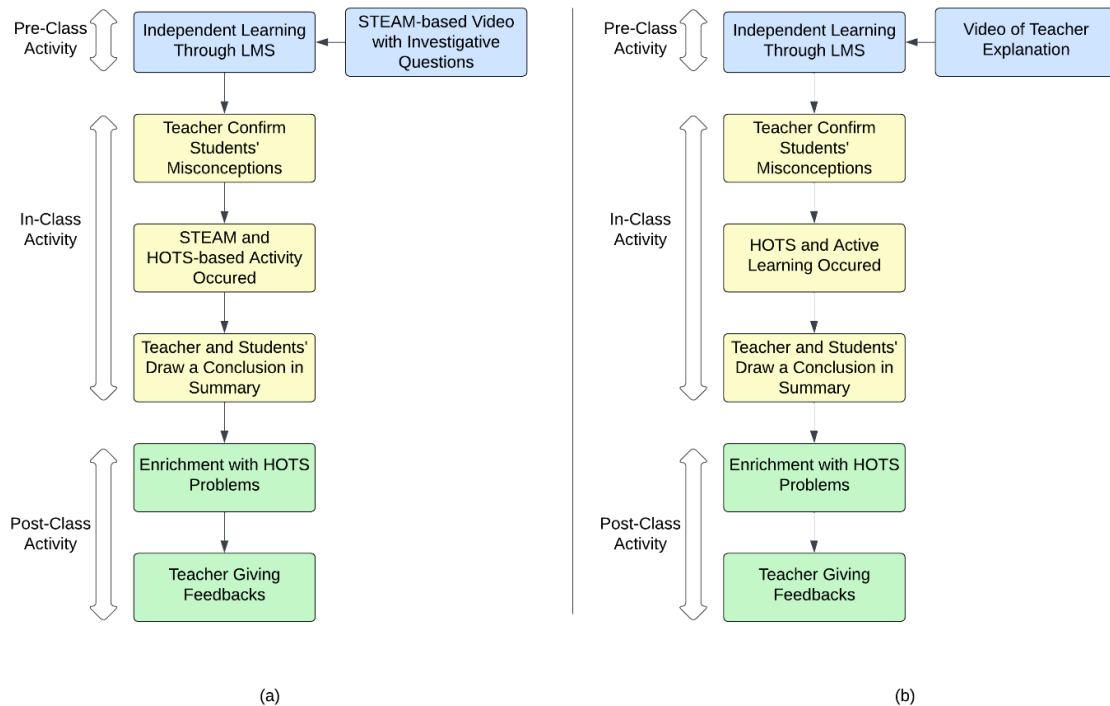 Pre-Class
Activity
Independent Learning
Through LMS
STEAM-based Video
with Investigative
Questions
In-Class
Activity
Teacher Confirm
Students'
Misconceptions
STEAM and
HOTS-based Activity
Occured
Teacher and Students'
Draw a Conclusion in
Summary
Post-Class
Activity
Enrichment with HOTS
Problems
Teacher Giving
Feedbacks
(a)
Pre-Class
Activity
Independent Learning
Through LMS
Video of Teacher
Explanation
In-Class
Activity
Teacher Confirm
Students'
Misconceptions
HOTS and Active
Learning Occured
Teacher and Students'
Draw a Conclusion in
Summary
Post-Class
Activity
Enrichment with HOTS
Problems
Teacher Giving
Feedbacks
(b)